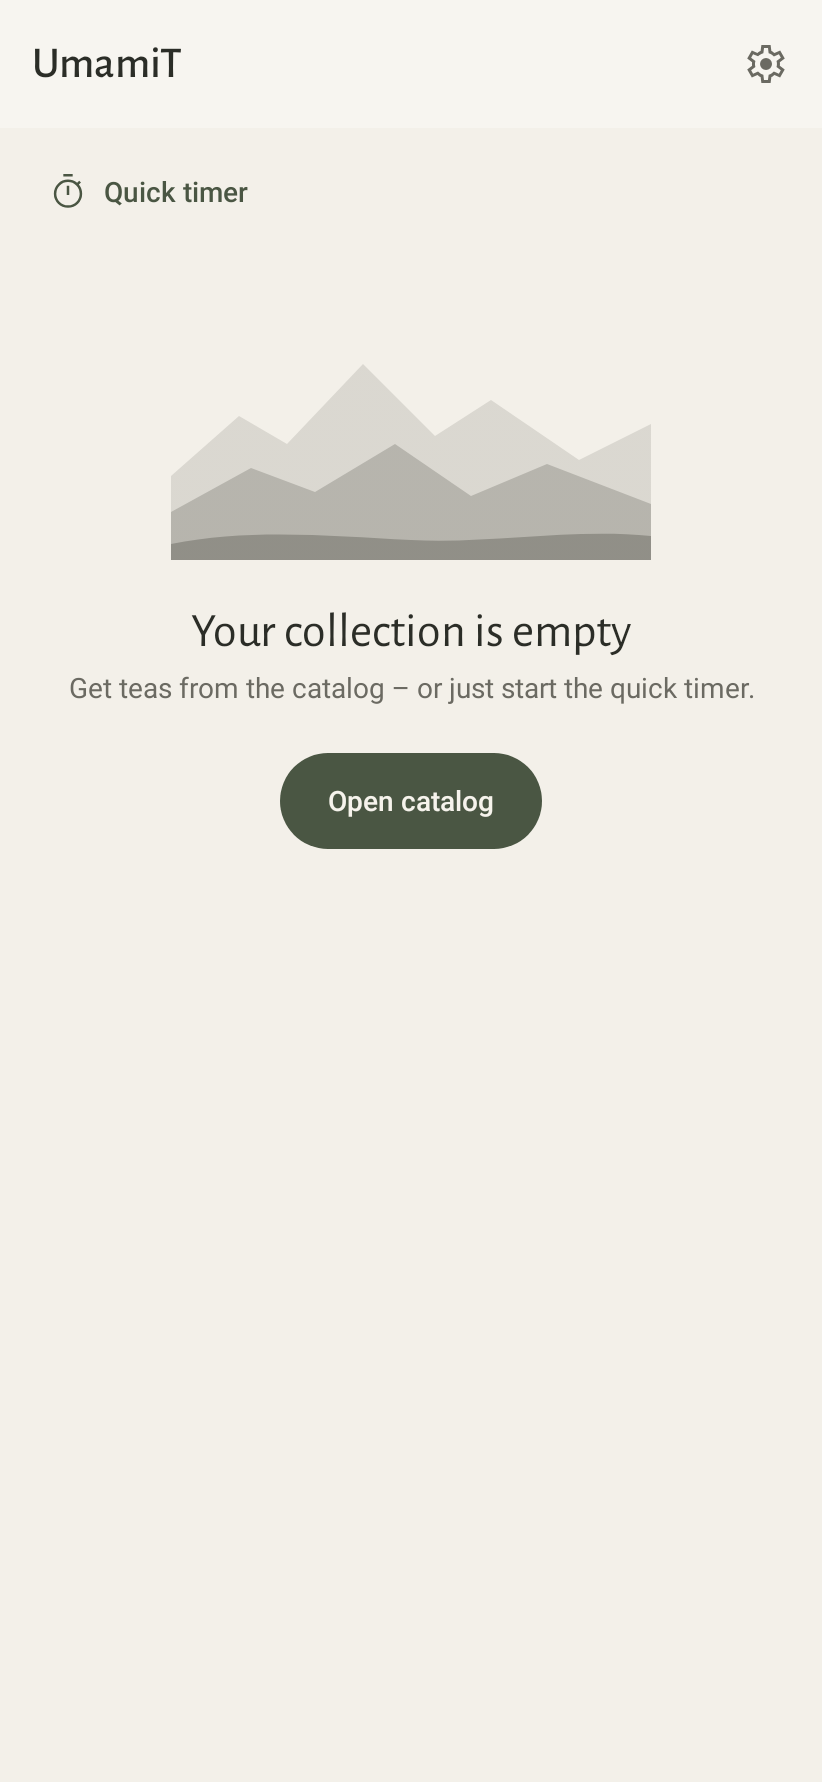 UmamiT
Quick timer
Your collection is empty
Get teas from the catalog – or just start the quick timer.
Open catalog